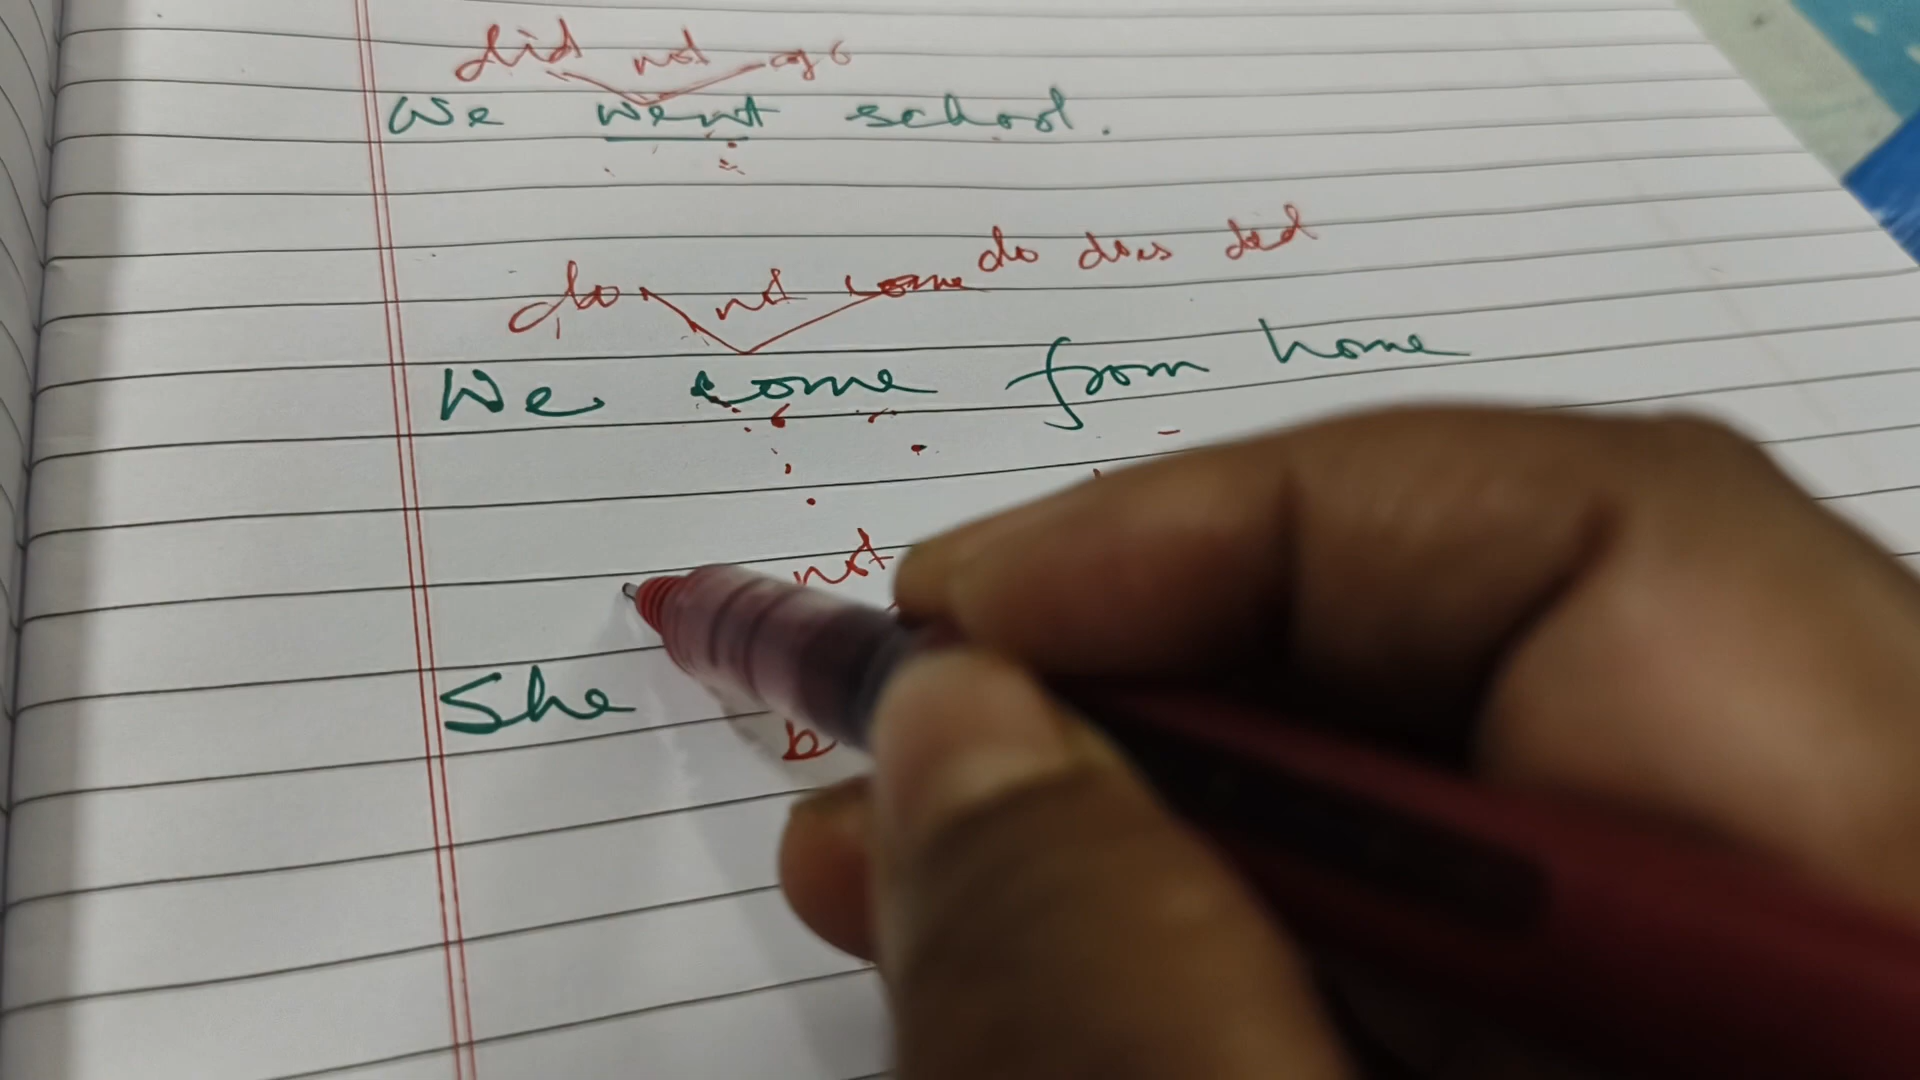 did not go
We went school.
do does did
do not come
We come from home
not
She